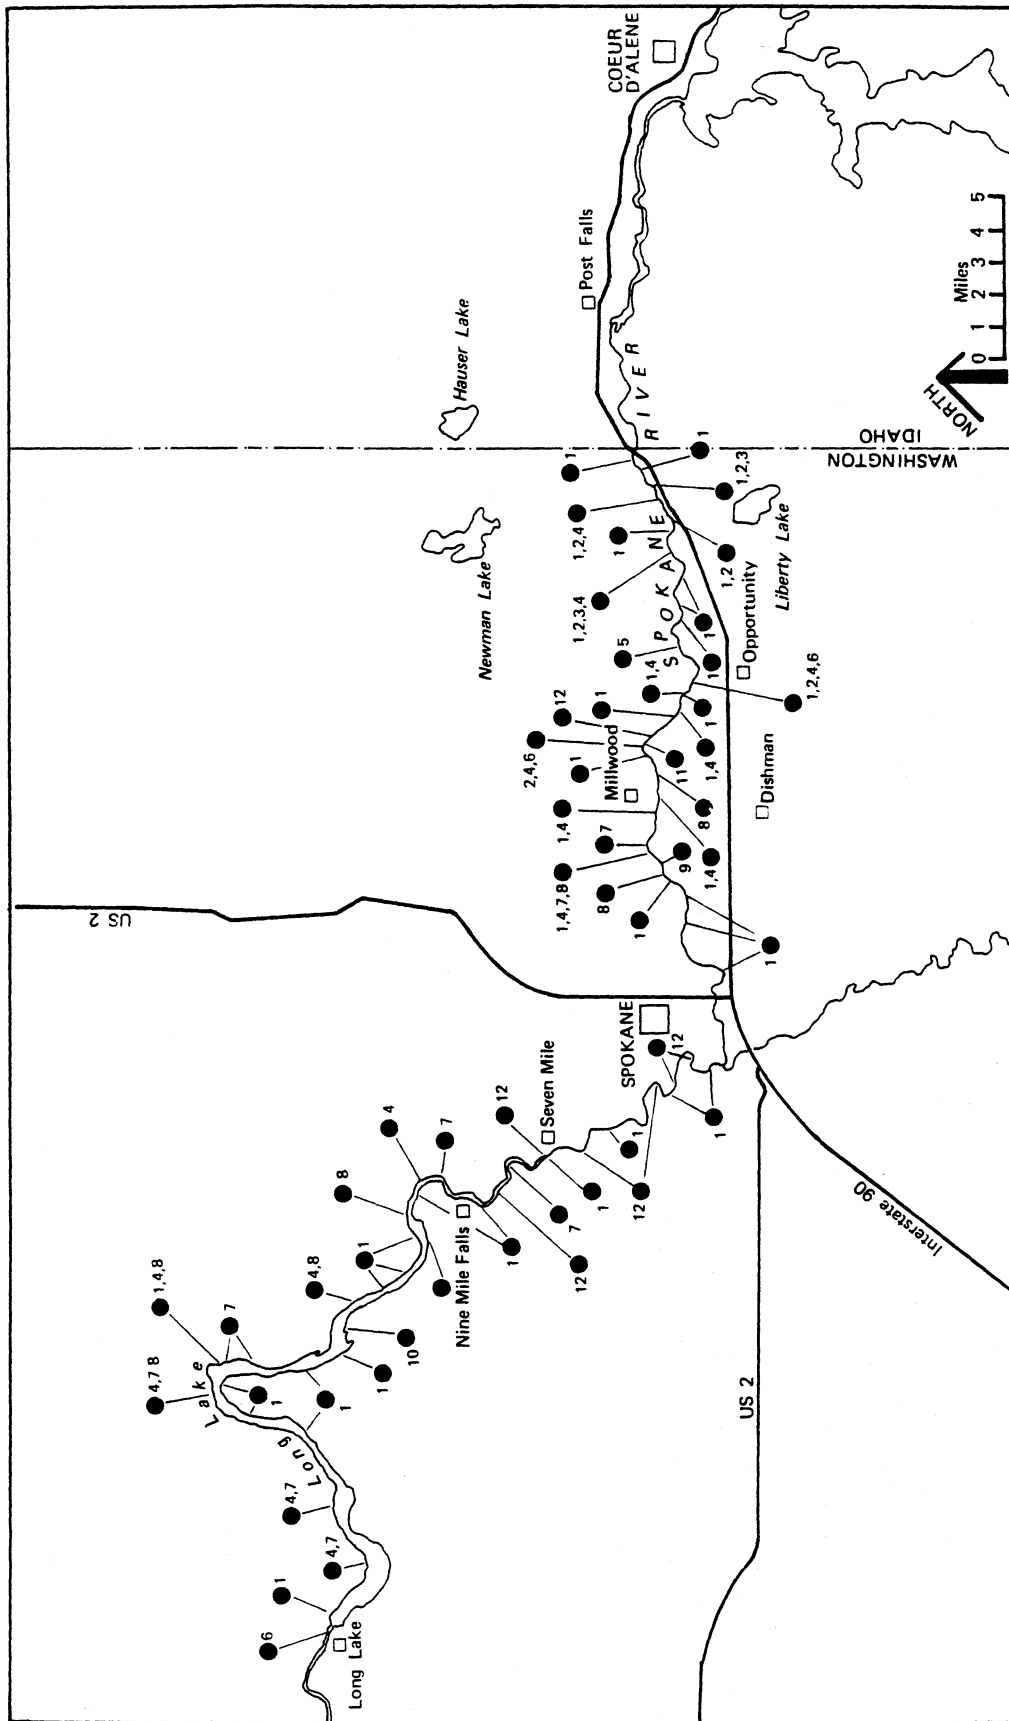 COEUR
D'ALENE
Post Falls
Hauser Lake
Newman Lake
Liberty Lake
WASHINGTON
IDAHO
NORTH
Miles
0 1 2 3 4 5
SPOKANE RIVER
1
1
1,2,3
1,2,4
1
1,2
1,2,3,4
1
5
1
Opportunity
1,4
1,2,4,6
1
1
12
2,4,6
1
1,4
11
Millwood
Dishman
1,4
8
7
1,4
9
1,4,7,8
8
1
1
US 2
SPOKANE
12
1
Interstate 90
US 2
Seven Mile
12
1
12
1
7
12
4
7
Nine Mile Falls
1
8
1
4,8
10
1
1,4,8
7
4,7 8
1
1
Long Lake
4,7
4,7
1
6
Long Lake